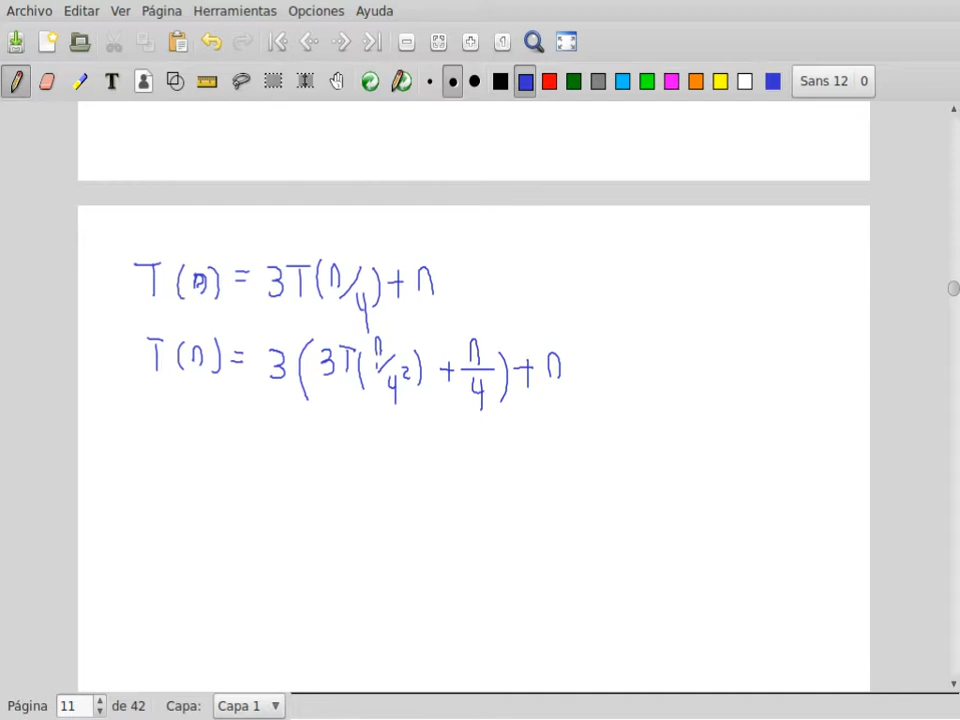 Archivo Editar Ver Página Herramientas Opciones Ayuda
T Sans 12 0
T(n) = 3T(n/4) + n
T(n) = 3(3T(n/4²) + n/4) + n
Página 11 de 42 Capa: Capa 1